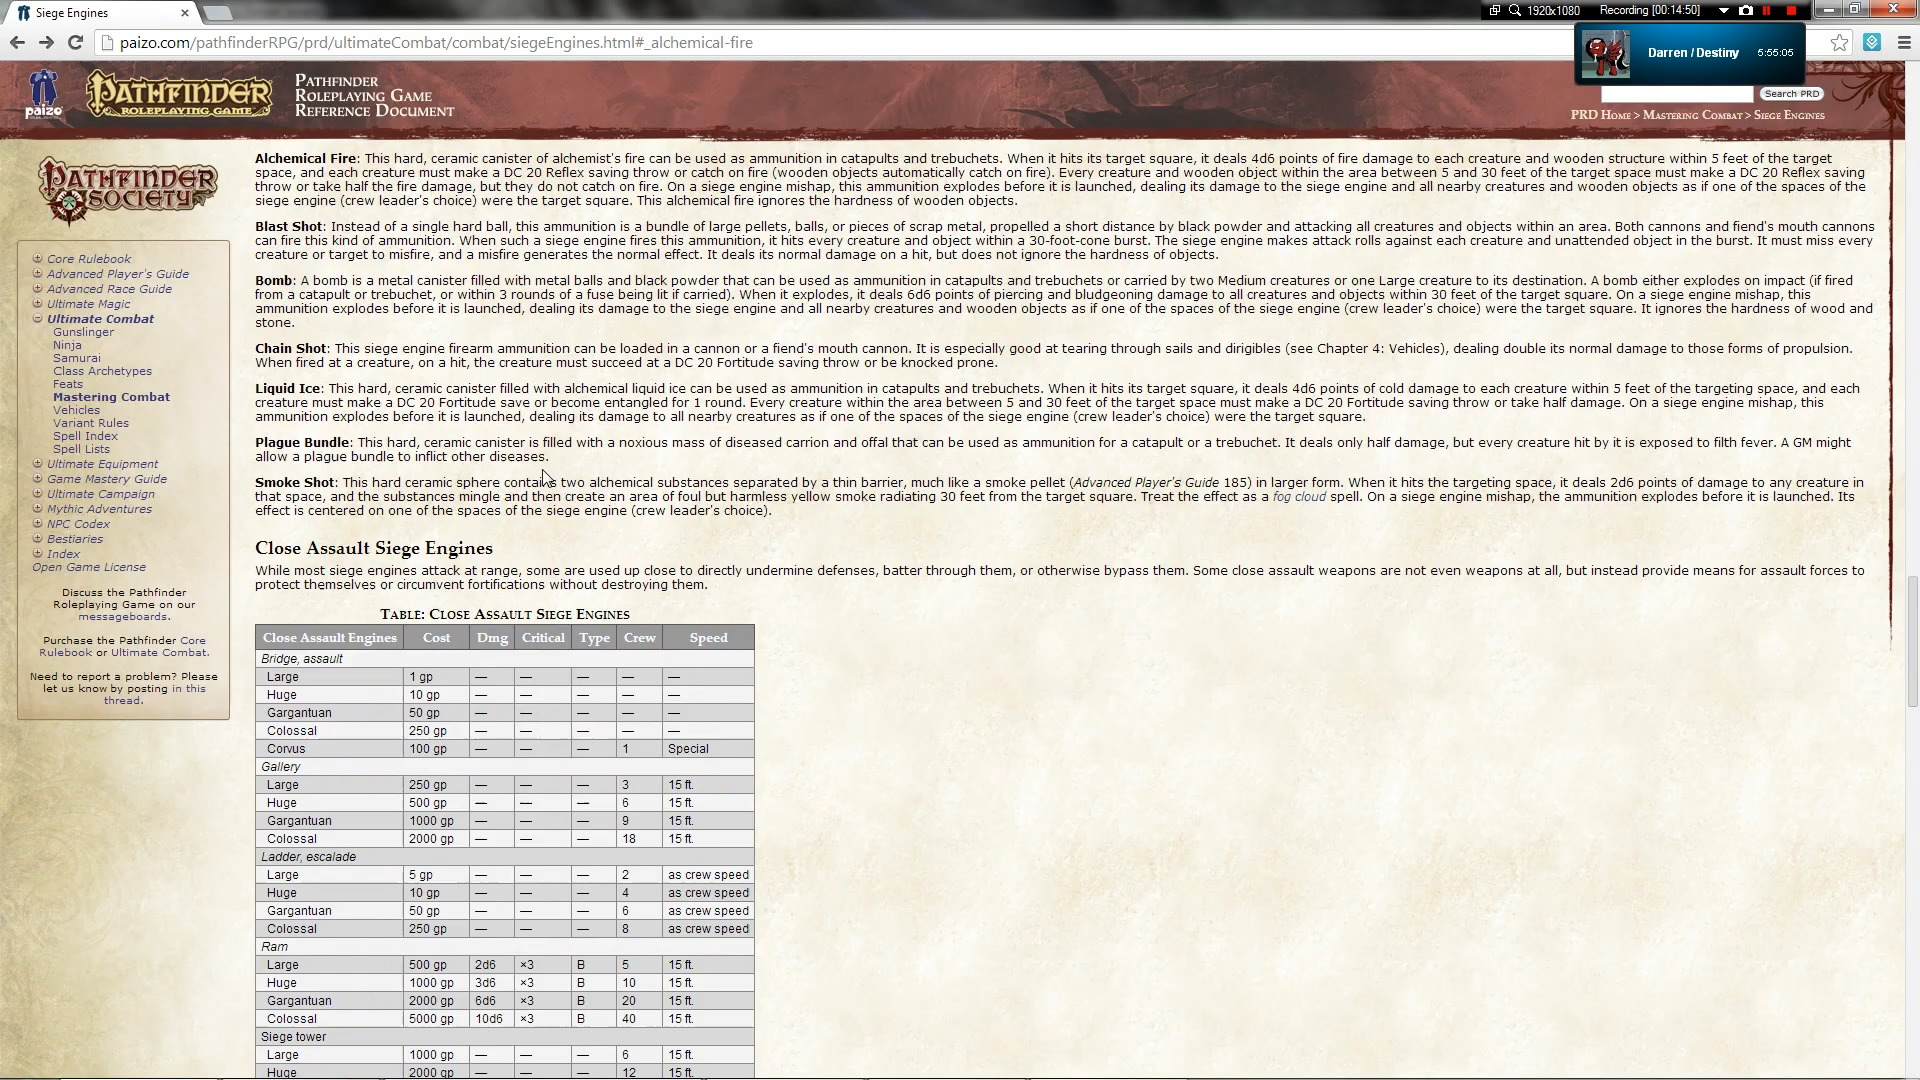 Siege Engines
1920x1080
Recording [00:14:50]
paizo.com/pathfinderRPG/prd/ultimateCombat/combat/siegeEngines.html#_alchemical-fire
Darren / Destiny 5:55:05
paizo
PATHFINDER
ROLEPLAYING GAME
PATHFINDER
ROLEPLAYING GAME
REFERENCE DOCUMENT
Search PRD
PRD HOME > MASTERING COMBAT > SIEGE ENGINES
PATHFINDER
SOCIETY
Core Rulebook
Advanced Player's Guide
Advanced Race Guide
Ultimate Magic
Ultimate Combat
Gunslinger
Ninja
Samurai
Class Archetypes
Feats
Mastering Combat
Vehicles
Variant Rules
Spell Index
Spell Lists
Ultimate Equipment
Game Mastery Guide
Ultimate Campaign
Mythic Adventures
NPC Codex
Bestiaries
Index
Open Game License
Discuss the Pathfinder
Roleplaying Game on our
messageboards.
Purchase the Pathfinder Core
Rulebook or Ultimate Combat.
Need to report a problem? Please
let us know by posting in this
thread.
Alchemical Fire: This hard, ceramic canister of alchemist's fire can be used as ammunition in catapults and trebuchets. When it hits its target square, it deals 4d6 points of fire damage to each creature and wooden structure within 5 feet of the target
space, and each creature must make a DC 20 Reflex saving throw or catch on fire (wooden objects automatically catch on fire). Every creature and wooden object within the area between 5 and 30 feet of the target space must make a DC 20 Reflex saving
throw or take half the fire damage, but they do not catch on fire. On a siege engine mishap, this ammunition explodes before it is launched, dealing its damage to the siege engine and all nearby creatures and wooden objects as if one of the spaces of the
siege engine (crew leader's choice) were the target square. This alchemical fire ignores the hardness of wooden objects.
Blast Shot: Instead of a single hard ball, this ammunition is a bundle of large pellets, balls, or pieces of scrap metal, propelled a short distance by black powder and attacking all creatures and objects within an area. Both cannons and fiend's mouth cannons
can fire this kind of ammunition. When such a siege engine fires this ammunition, it hits every creature and object within a 30-foot-cone burst. The siege engine makes attack rolls against each creature and unattended object in the burst. It must miss every
creature or target to misfire, and a misfire generates the normal effect. It deals its normal damage on a hit, but does not ignore the hardness of objects.
Bomb: A bomb is a metal canister filled with metal balls and black powder that can be used as ammunition in catapults and trebuchets or carried by two Medium creatures or one Large creature to its destination. A bomb either explodes on impact (if fired
from a catapult or trebuchet, or within 3 rounds of a fuse being lit if carried). When it explodes, it deals 6d6 points of piercing and bludgeoning damage to all creatures and objects within 30 feet of the target square. On a siege engine mishap, this
ammunition explodes before it is launched, dealing its damage to the siege engine and all nearby creatures and wooden objects as if one of the spaces of the siege engine (crew leader's choice) were the target square. It ignores the hardness of wood and
stone.
Chain Shot: This siege engine firearm ammunition can be loaded in a cannon or a fiend's mouth cannon. It is especially good at tearing through sails and dirigibles (see Chapter 4: Vehicles), dealing double its normal damage to those forms of propulsion.
When fired at a creature, on a hit, the creature must succeed at a DC 20 Fortitude saving throw or be knocked prone.
Liquid Ice: This hard, ceramic canister filled with alchemical liquid ice can be used as ammunition in catapults and trebuchets. When it hits its target square, it deals 4d6 points of cold damage to each creature within 5 feet of the targeting space, and each
creature must make a DC 20 Fortitude save or become entangled for 1 round. Every creature within the area between 5 and 30 feet of the target space must make a DC 20 Fortitude saving throw or take half damage. On a siege engine mishap, this
ammunition explodes before it is launched, dealing its damage to all nearby creatures as if one of the spaces of the siege engine (crew leader's choice) were the target square.
Plague Bundle: This hard, ceramic canister is filled with a noxious mass of diseased carrion and offal that can be used as ammunition for a catapult or a trebuchet. It deals only half damage, but every creature hit by it is exposed to filth fever. A GM might
allow a plague bundle to inflict other diseases.
Smoke Shot: This hard ceramic sphere contains two alchemical substances separated by a thin barrier, much like a smoke pellet (Advanced Player's Guide 185) in larger form. When it hits the targeting space, it deals 2d6 points of damage to any creature in
that space, and the substances mingle and then create an area of foul but harmless yellow smoke radiating 30 feet from the target square. Treat the effect as a fog cloud spell. On a siege engine mishap, the ammunition explodes before it is launched. Its
effect is centered on one of the spaces of the siege engine (crew leader's choice).
Close Assault Siege Engines
While most siege engines attack at range, some are used up close to directly undermine defenses, batter through them, or otherwise bypass them. Some close assault weapons are not even weapons at all, but instead provide means for assault forces to
protect themselves or circumvent fortifications without destroying them.
TABLE: CLOSE ASSAULT SIEGE ENGINES
Close Assault Engines Cost Dmg Critical Type Crew Speed
Bridge, assault
Large 1 gp — — — — —
Huge 10 gp — — — — —
Gargantuan 50 gp — — — — —
Colossal 250 gp — — — — —
Corvus 100 gp — — — 1 Special
Gallery
Large 250 gp — — — 3 15 ft.
Huge 500 gp — — — 6 15 ft.
Gargantuan 1000 gp — — — 9 15 ft.
Colossal 2000 gp — — — 18 15 ft.
Ladder, escalade
Large 5 gp — — — 2 as crew speed
Huge 10 gp — — — 4 as crew speed
Gargantuan 50 gp — — — 6 as crew speed
Colossal 250 gp — — — 8 as crew speed
Ram
Large 500 gp 2d6 ×3 B 5 15 ft.
Huge 1000 gp 3d6 ×3 B 10 15 ft.
Gargantuan 2000 gp 6d6 ×3 B 20 15 ft.
Colossal 5000 gp 10d6 ×3 B 40 15 ft.
Siege tower
Large 1000 gp — — — 6 15 ft.
Huge 2000 gp — — — 12 15 ft.